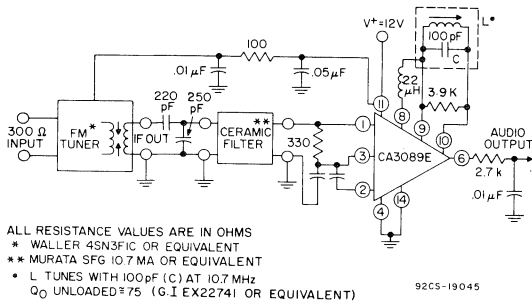 100
V+=12V
L•
100 pF
C
.01 µF
.05 µF
22 µH
3.9 K
220 pF
250 pF
11
8
9
10
300 Ω INPUT
FM* TUNER
IF OUT
** CERAMIC FILTER
330
1
3
2
CA3089E
6
4
14
AUDIO OUTPUT
2.7 k
.01 µF
ALL RESISTANCE VALUES ARE IN OHMS
* WALLER 4SN3FIC OR EQUIVALENT
** MURATA SFG 10.7 MA OR EQUIVALENT
• L TUNES WITH 100 pF (C) AT 10.7 MHz
Qo UNLOADED ≅ 75 (G.I EX22741 OR EQUIVALENT)
92CS-19045